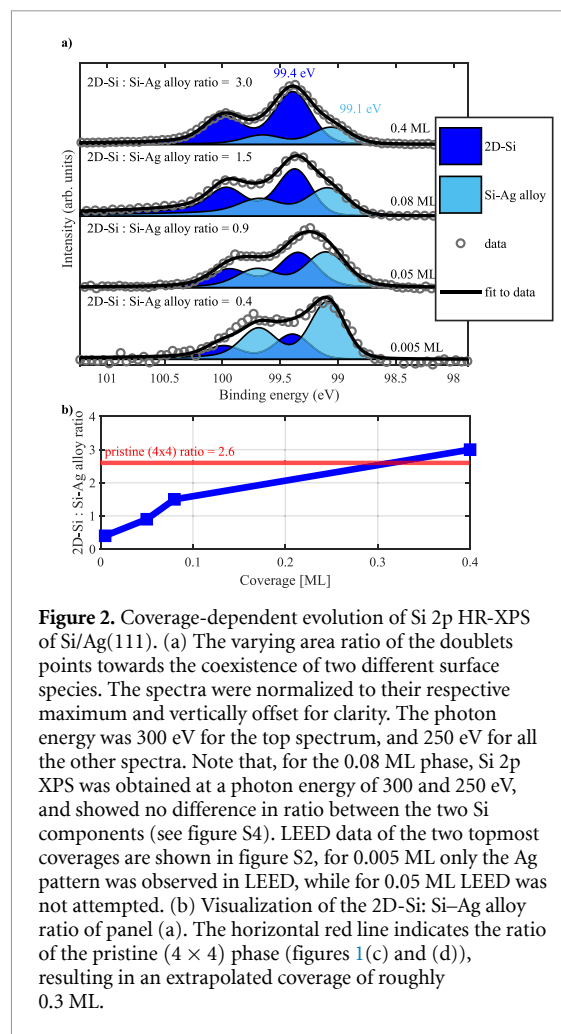 a)
2D-Si : Si-Ag alloy ratio = 3.0
99.4 eV
99.1 eV
0.4 ML
2D-Si : Si-Ag alloy ratio = 1.5
0.08 ML
2D-Si : Si-Ag alloy ratio = 0.9
0.05 ML
2D-Si : Si-Ag alloy ratio = 0.4
0.005 ML
2D-Si
Si-Ag alloy
data
fit to data
Intensity (arb. units)
101 100.5 100 99.5 99 98.5 98
Binding energy (eV)
b)
2D-Si : Si-Ag alloy ratio
4
3
2
1
0
pristine (4x4) ratio = 2.6
0 0.1 0.2 0.3 0.4
Coverage [ML]
Figure 2. Coverage-dependent evolution of Si 2p HR-XPS
of Si/Ag(111). (a) The varying area ratio of the doublets
points towards the coexistence of two different surface
species. The spectra were normalized to their respective
maximum and vertically offset for clarity. The photon
energy was 300 eV for the top spectrum, and 250 eV for all
the other spectra. Note that, for the 0.08 ML phase, Si 2p
XPS was obtained at a photon energy of 300 and 250 eV,
and showed no difference in ratio between the two Si
components (see figure S4). LEED data of the two topmost
coverages are shown in figure S2, for 0.005 ML only the Ag
pattern was observed in LEED, while for 0.05 ML LEED was
not attempted. (b) Visualization of the 2D-Si: Si–Ag alloy
ratio of panel (a). The horizontal red line indicates the ratio
of the pristine (4 × 4) phase (figures 1(c) and (d)),
resulting in an extrapolated coverage of roughly
0.3 ML.